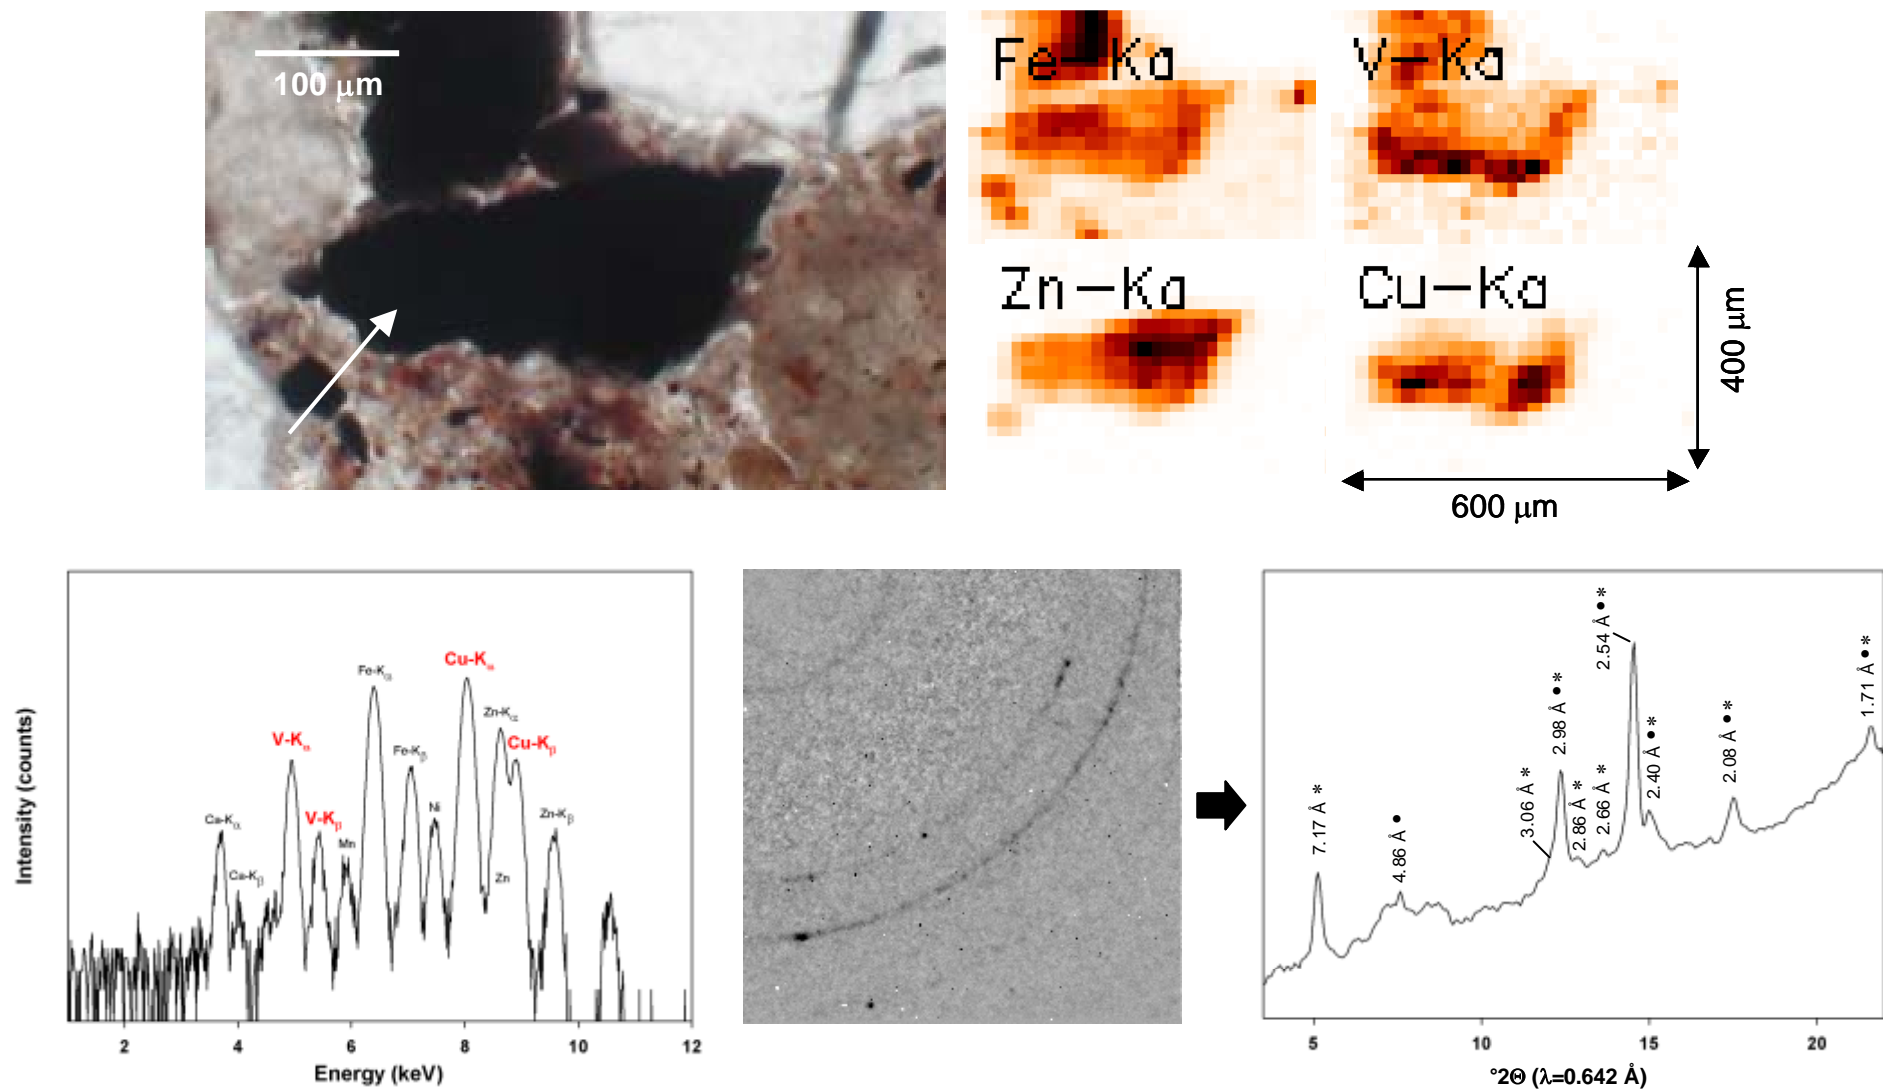 100 μm
Fe-Ka
V-Ka
Zn-Ka
Cu-Ka
400 μm
600 μm
Intensity (counts)
Ca-Kα
Ca-Kβ
V-Kα
V-Kβ
Mn
Fe-Kα
Fe-Kβ
Ni
Cu-Kα
Zn-Kα
Cu-Kβ
Zn
Zn-Kβ
2 4 6 8 10 12
Energy (keV)
7.17 Å *
4.86 Å •
3.06 Å *
2.98 Å • *
2.86 Å *
2.66 Å *
2.54 Å • *
2.40 Å • *
2.08 Å • *
1.71 Å • *
5 10 15 20
°2Θ (λ=0.642 Å)